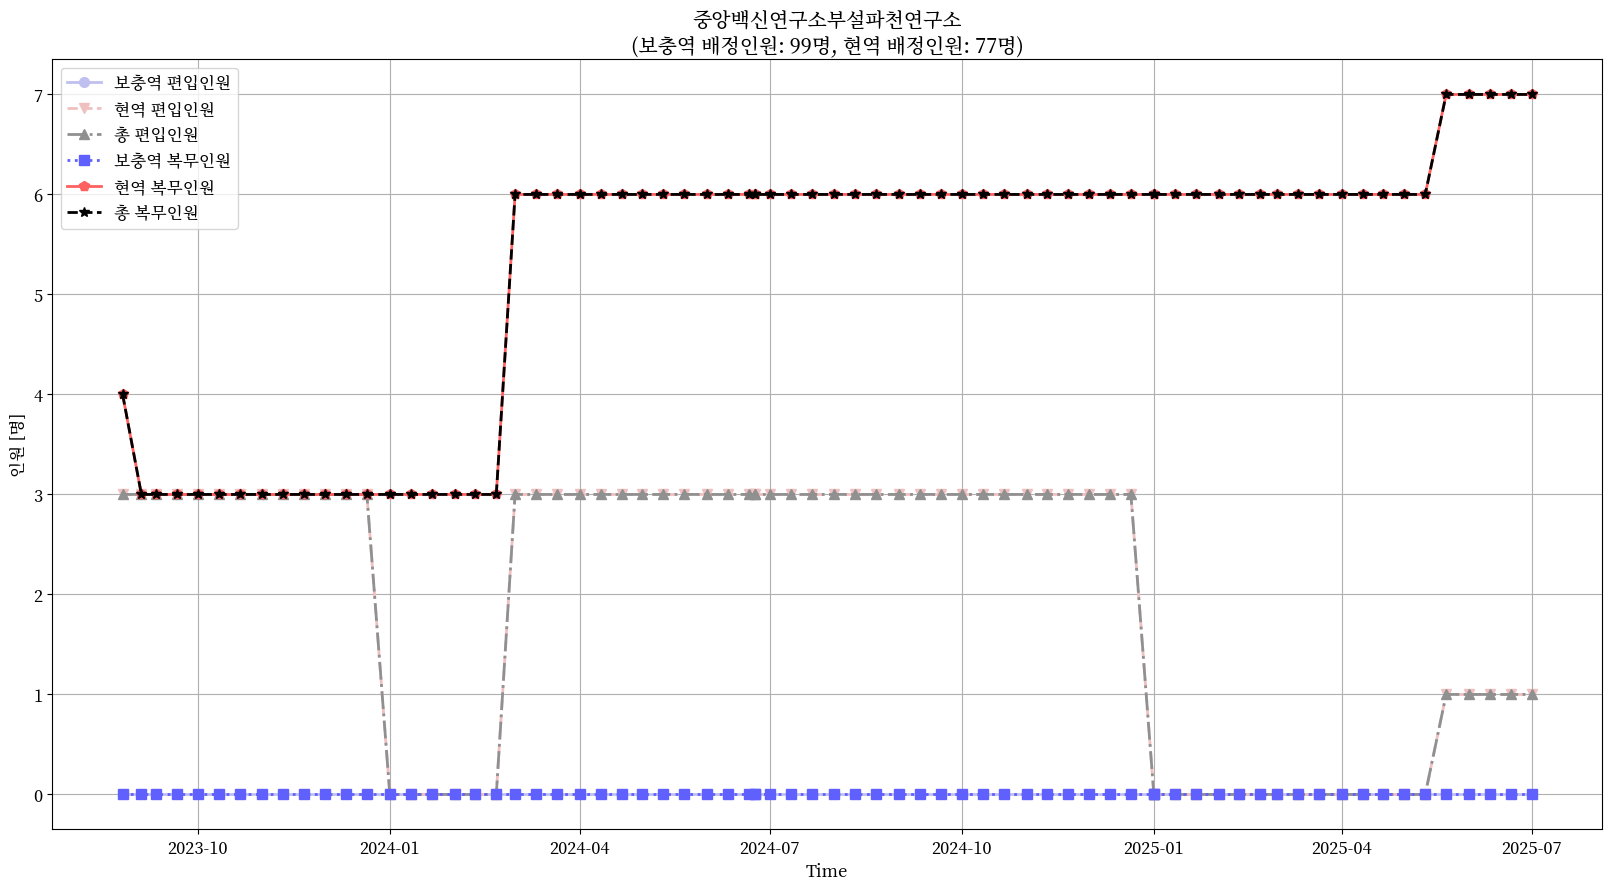 중앙백신연구소부설파천연구소
(보충역 배정인원: 99명, 현역 배정인원: 77명)
보충역 편입인원
현역 편입인원
총 편입인원
보충역 복무인원
현역 복무인원
총 복무인원
인원 [명]
7
6
5
4
3
2
1
0
2023-10
2024-01
2024-04
2024-07
2024-10
2025-01
2025-04
2025-07
Time